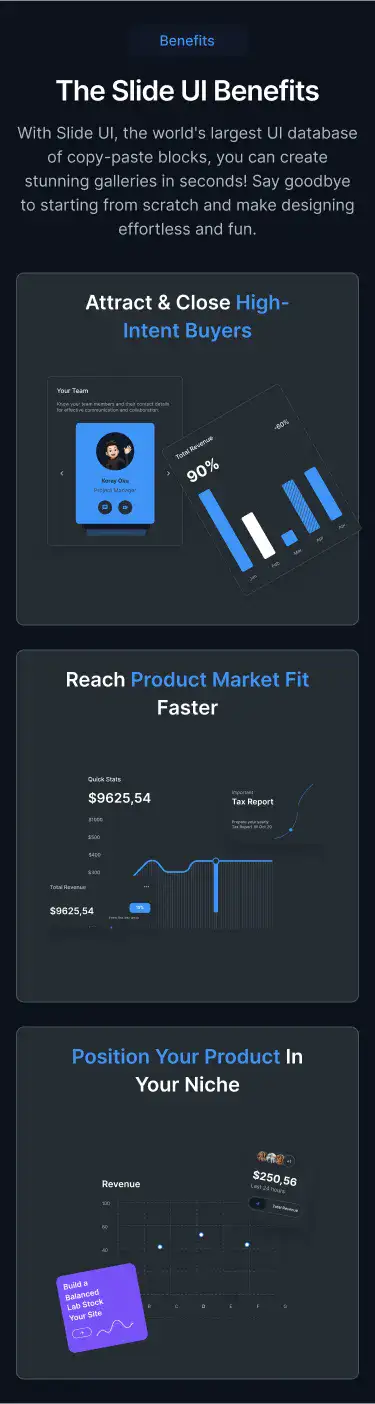 Benefits
The Slide UI Benefits
With Slide UI, the world's largest UI database
of copy-paste blocks, you can create
stunning galleries in seconds! Say goodbye
to starting from scratch and make designing
effortless and fun.
Attract & Close High-
Intent Buyers
Your Team
Know your team members and their contact details
for effective communication and collaboration.
Koray Oku
Project Manager
Total Revenue
-60%
90%
Jan
Feb
Mar
Apr
Apr
Reach Product Market Fit
Faster
Quick Stats
$9625,54
Important
Tax Report
Prepare your yearly
Tax Report till Oct 20
$1000
$500
$400
$300
Total Revenue
$9625,54
Position Your Product In
Your Niche
+1
$250,56
Last 24 hours
Total Revenue
Revenue
100
60
40
Build a
Balanced
Lab Stock
Your Site
B C D E F G